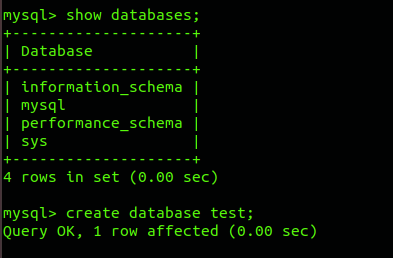 mysql> show databases;
+--------------------+
| Database           |
+--------------------+
| information_schema |
| mysql              |
| performance_schema |
| sys                |
+--------------------+
4 rows in set (0.00 sec)

mysql> create database test;
Query OK, 1 row affected (0.00 sec)